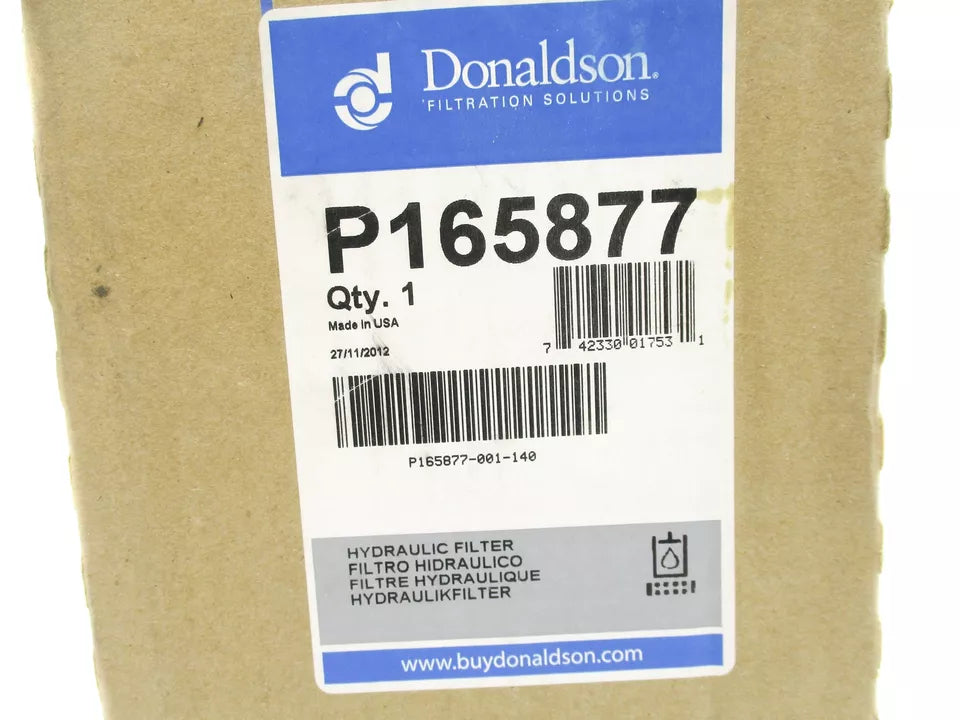 Donaldson®
FILTRATION SOLUTIONS
P165877
Qty. 1
Made in USA
27/11/2012
7 42330 01753 1
P165877-001-140
HYDRAULIC FILTER
FILTRO HIDRAULICO
FILTRE HYDRAULIQUE
HYDRAULIKFILTER
www.buydonaldson.com